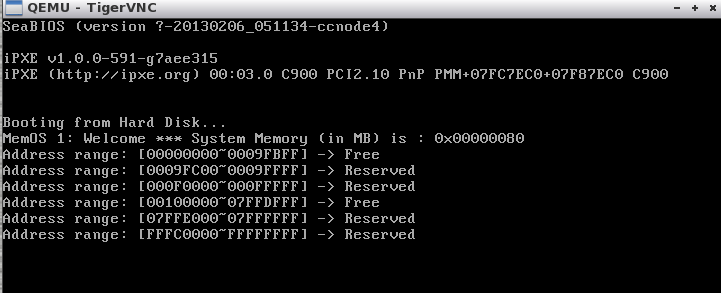 QEMU - TigerVNC
SeaBIOS (version ?-20130206_051134-ccnode4)
iPXE v1.0.0-591-g7aee315
iPXE (http://ipxe.org) 00:03.0 C900 PCI2.10 PnP PMM+07FC7EC0+07F87EC0 C900
Booting from Hard Disk...
MemOS 1: Welcome *** System Memory (in MB) is : 0x00000080
Address range: [00000000~0009FBFF] -> Free
Address range: [0009FC00~0009FFFF] -> Reserved
Address range: [000F0000~000FFFFF] -> Reserved
Address range: [00100000~07FFDFFF] -> Free
Address range: [07FFE000~07FFFFFF] -> Reserved
Address range: [FFFC0000~FFFFFFFF] -> Reserved